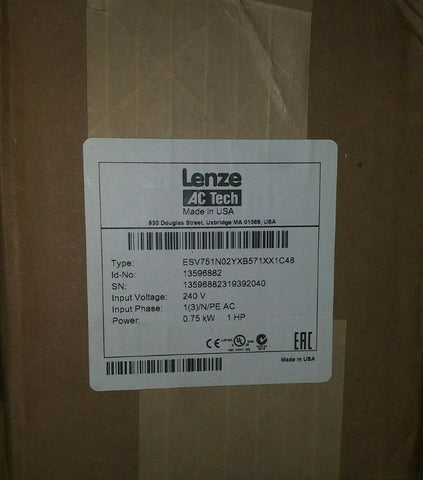 Lenze
AC Tech
Made in USA
630 Douglas Street, Uxbridge MA 01569, USA
Type: ESV751N02YXB571XX1C48
Id-No: 13596882
SN: 13596882319392040
Input Voltage: 240 V
Input Phase: 1(3)/N/PE AC
Power: 0.75 kW 1 HP
CE UL EAC
Made in USA